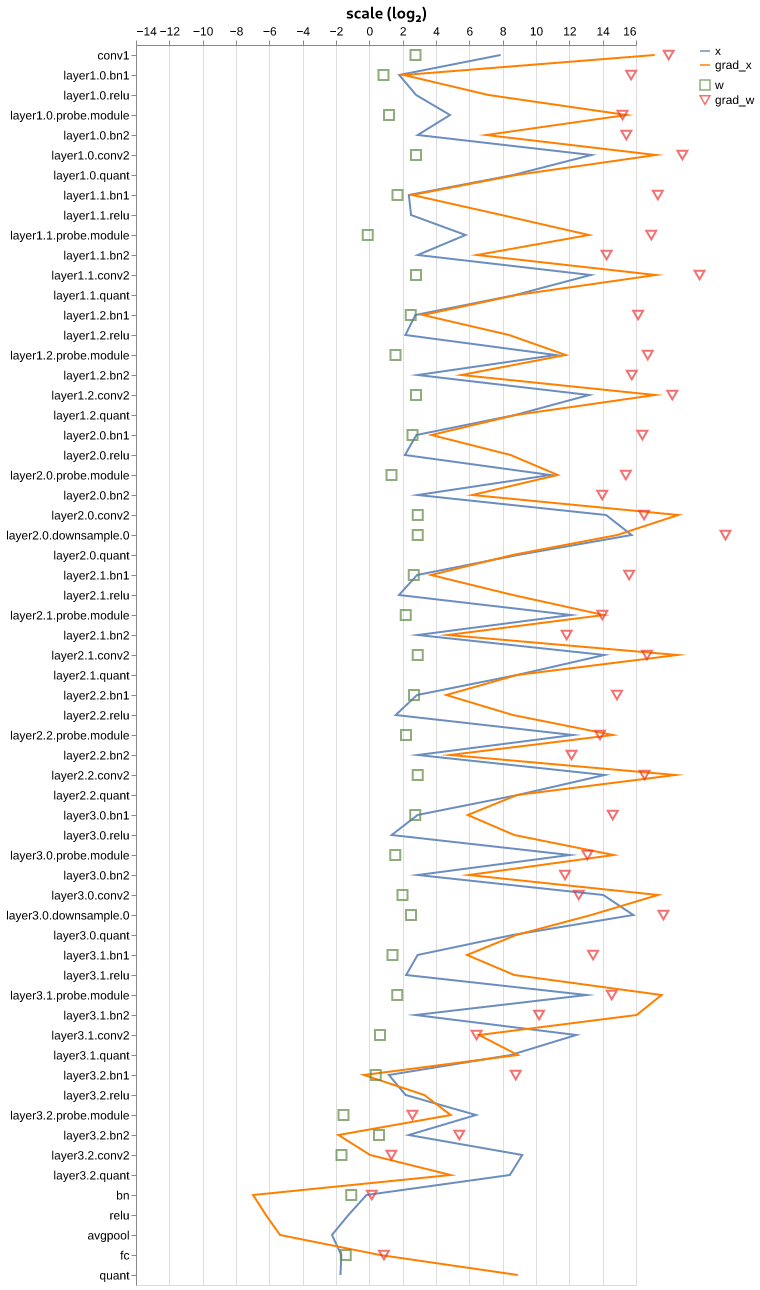 scale (log₂)
−14 −12 −10 −8 −6 −4 −2 0 2 4 6 8 10 12 14 16
conv1
layer1.0.bn1
layer1.0.relu
layer1.0.probe.module
layer1.0.bn2
layer1.0.conv2
layer1.0.quant
layer1.1.bn1
layer1.1.relu
layer1.1.probe.module
layer1.1.bn2
layer1.1.conv2
layer1.1.quant
layer1.2.bn1
layer1.2.relu
layer1.2.probe.module
layer1.2.bn2
layer1.2.conv2
layer1.2.quant
layer2.0.bn1
layer2.0.relu
layer2.0.probe.module
layer2.0.bn2
layer2.0.conv2
layer2.0.downsample.0
layer2.0.quant
layer2.1.bn1
layer2.1.relu
layer2.1.probe.module
layer2.1.bn2
layer2.1.conv2
layer2.1.quant
layer2.2.bn1
layer2.2.relu
layer2.2.probe.module
layer2.2.bn2
layer2.2.conv2
layer2.2.quant
layer3.0.bn1
layer3.0.relu
layer3.0.probe.module
layer3.0.bn2
layer3.0.conv2
layer3.0.downsample.0
layer3.0.quant
layer3.1.bn1
layer3.1.relu
layer3.1.probe.module
layer3.1.bn2
layer3.1.conv2
layer3.1.quant
layer3.2.bn1
layer3.2.relu
layer3.2.probe.module
layer3.2.bn2
layer3.2.conv2
layer3.2.quant
bn
relu
avgpool
fc
quant
x
grad_x
w
grad_w